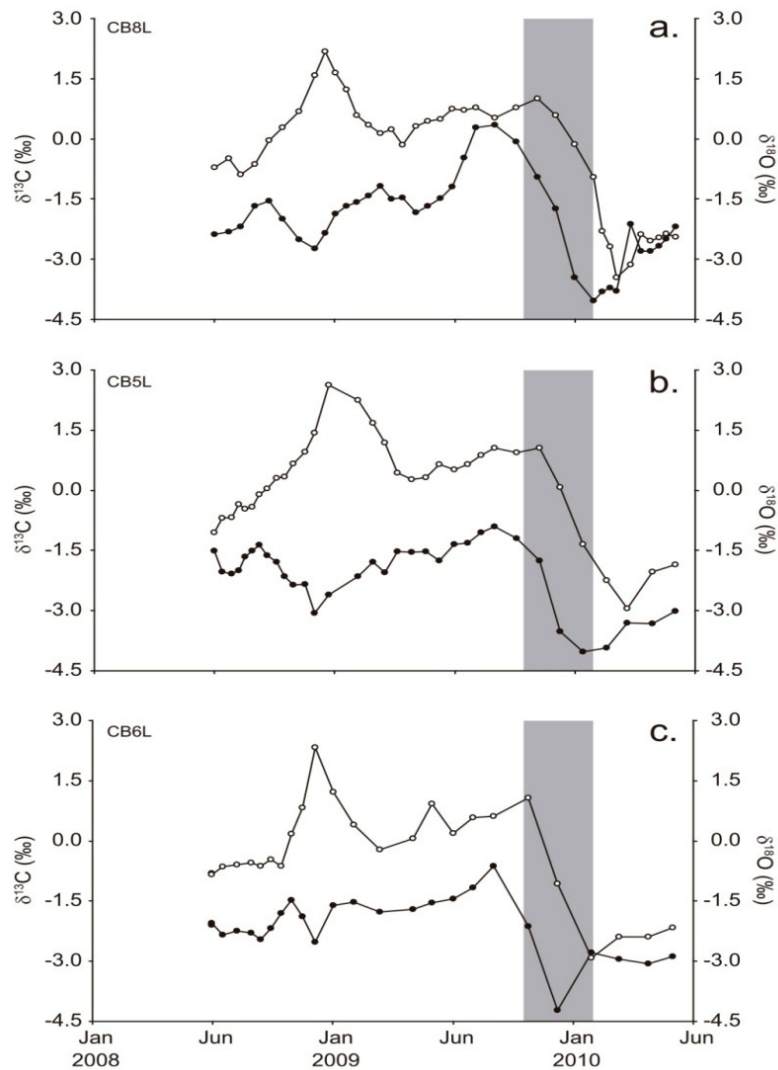 3.0 CB8L a. 3.0
1.5 1.5
0.0 0.0
-1.5 -1.5
-3.0 -3.0
-4.5 -4.5
δ¹³C (‰)
δ¹⁸O (‰)
3.0 CB5L b. 3.0
1.5 1.5
0.0 0.0
-1.5 -1.5
-3.0 -3.0
-4.5 -4.5
δ¹³C (‰)
δ¹⁸O (‰)
3.0 CB6L c. 3.0
1.5 1.5
0.0 0.0
-1.5 -1.5
-3.0 -3.0
-4.5 -4.5
δ¹³C (‰)
δ¹⁸O (‰)
Jan Jun Jan Jun Jan Jun
2008 2009 2010